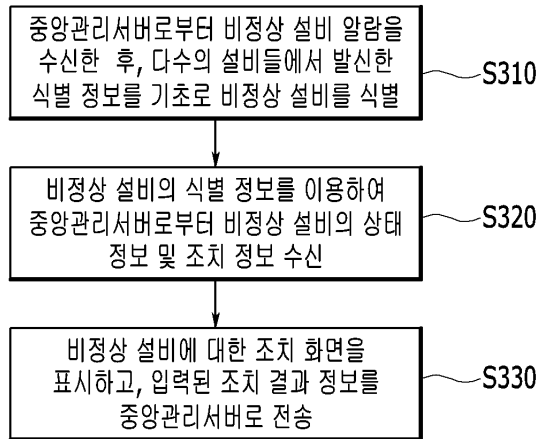 중앙관리서버로부터 비정상 설비 알람을
수신한 후, 다수의 설비들에서 발신한
식별 정보를 기초로 비정상 설비를 식별
S310
비정상 설비의 식별 정보를 이용하여
중앙관리서버로부터 비정상 설비의 상태
정보 및 조치 정보 수신
S320
비정상 설비에 대한 조치 화면을
표시하고, 입력된 조치 결과 정보를
중앙관리서버로 전송
S330